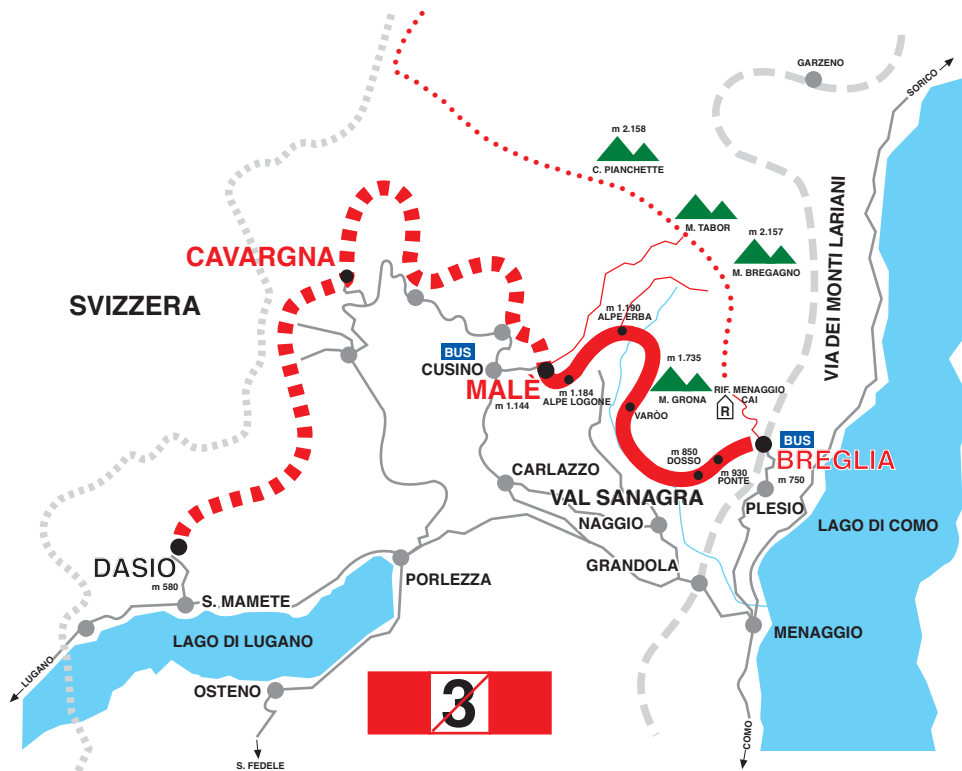 GARZENO
SORICO
m 2.158
C. PIANCHETTE
M. TABOR
m 2.157
M. BREGAGNO
VIA DEI MONTI LARIANI
CAVARGNA
SVIZZERA
m 1.190
ALPE ERBA
BUS
CUSINO
m 1.144
MALÈ
m 1.184
ALPE LOGONE
m 1.735
M. GRONA
RIF. MENAGGIO
CAI
R
VARÒO
BUS
BREGLIA
m 750
m 850
DOSSO
m 930
PONTE
CARLAZZO
VAL SANAGRA
PLESIO
NAGGIO
LAGO DI COMO
GRANDOLA
DASIO
m 580
PORLEZZA
S. MAMETE
LAGO DI LUGANO
MENAGGIO
LUGANO
OSTENO
3
COMO
S. FEDELE